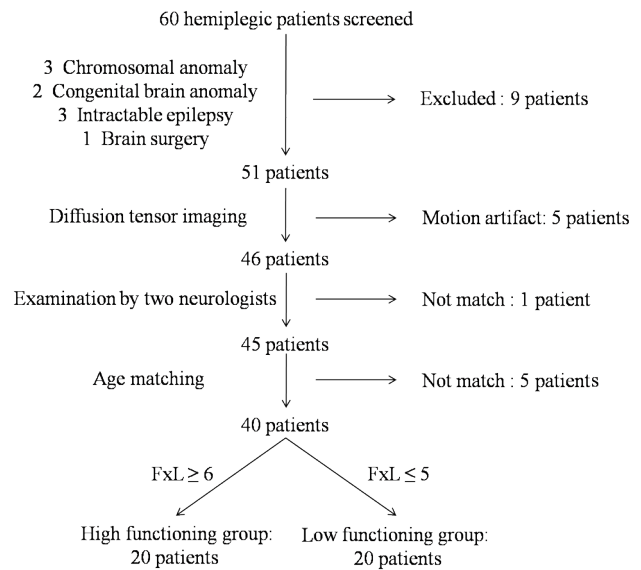 60 hemiplegic patients screened
3 Chromosomal anomaly
2 Congenital brain anomaly
3 Intractable epilepsy
1 Brain surgery
Excluded : 9 patients
51 patients
Diffusion tensor imaging
Motion artifact: 5 patients
46 patients
Examination by two neurologists
Not match : 1 patient
45 patients
Age matching
Not match : 5 patients
40 patients
FxL ≥ 6
FxL ≤ 5
High functioning group:
20 patients
Low functioning group:
20 patients